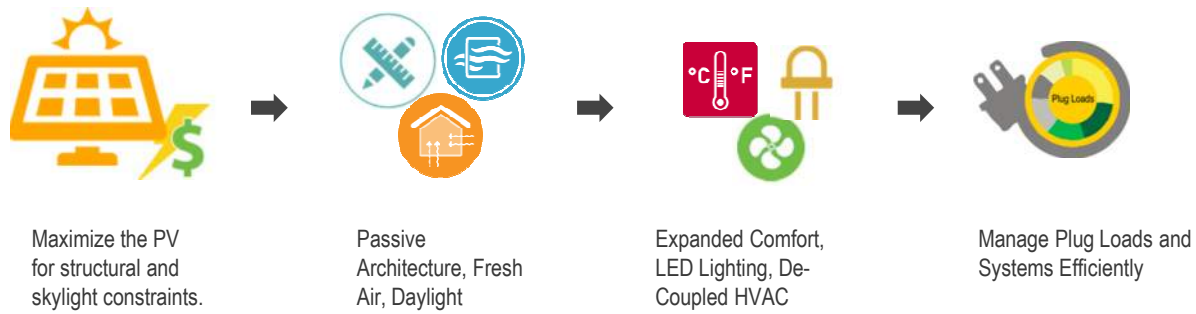 °C °F
Plug Loads
Maximize the PV
for structural and
skylight constraints.
Passive
Architecture, Fresh
Air, Daylight
Expanded Comfort,
LED Lighting, De-
Coupled HVAC
Manage Plug Loads and
Systems Efficiently